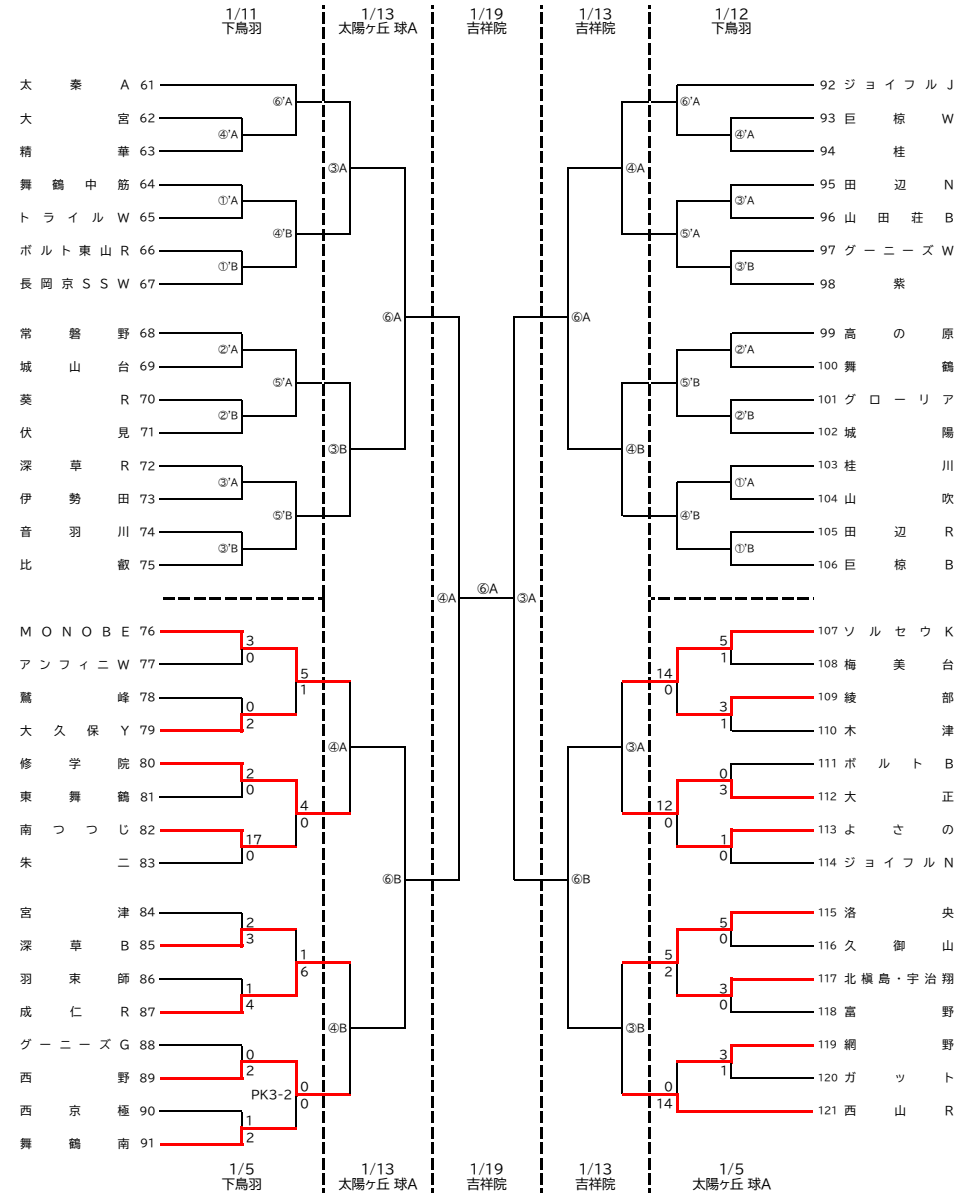 1/11 1/13 1/19 1/13 1/12
下鳥羽 太陽ヶ丘 球A 吉祥院 吉祥院 下鳥羽
太秦A 61
⑥'A
大宮 62
④'A
精華 63
③A
舞鶴中筋 64
①'A
トライルW 65
④'B
ボルト東山R 66
①'B
長岡京SSW 67
⑥A
常磐野 68
②'A
城山台 69
⑤'A
葵R 70
②'B
伏見 71
③B
深草R 72
③'A
伊勢田 73
⑤'B
音羽川 74
③'B
比叡 75
④A
⑥A
③A
MONOBE 76
3
0
アンフィニW 77
5
1
鷲峰 78
0
2
大久保Y 79
④A
修学院 80
2
0
東舞鶴 81
4
0
南つつじ 82
17
0
朱二 83
⑥B
宮津 84
2
3
深草B 85
1
6
羽束師 86
1
4
成仁R 87
④B
グーニーズG 88
0
2
西野 89
PK3-2
0
0
西京極 90
1
2
舞鶴南 91
92 ジョイフルJ
⑥'A
93 巨椋W
④'A
94 桂
④A
95 田辺N
③'A
96 山田荘B
⑤'A
97 グーニーズW
③'B
98 紫
⑥A
99 高の原
②'A
100 舞鶴
⑤'B
101 グローリア
②'B
102 城陽
④B
103 桂川
①'A
104 山吹
④'B
105 田辺R
①'B
106 巨椋B
107 ソルセウK
5
1
108 梅美台
14
0
109 綾部
3
1
110 木津
③A
111 ボルトB
0
3
112 大正
12
0
113 よさの
1
0
114 ジョイフルN
⑥B
115 洛央
5
0
116 久御山
5
2
117 北槇島・宇治翔
3
0
118 富野
③B
119 網野
3
1
120 ガット
0
14
121 西山R
1/5 1/13 1/19 1/13 1/5
下鳥羽 太陽ヶ丘 球A 吉祥院 吉祥院 太陽ヶ丘 球A